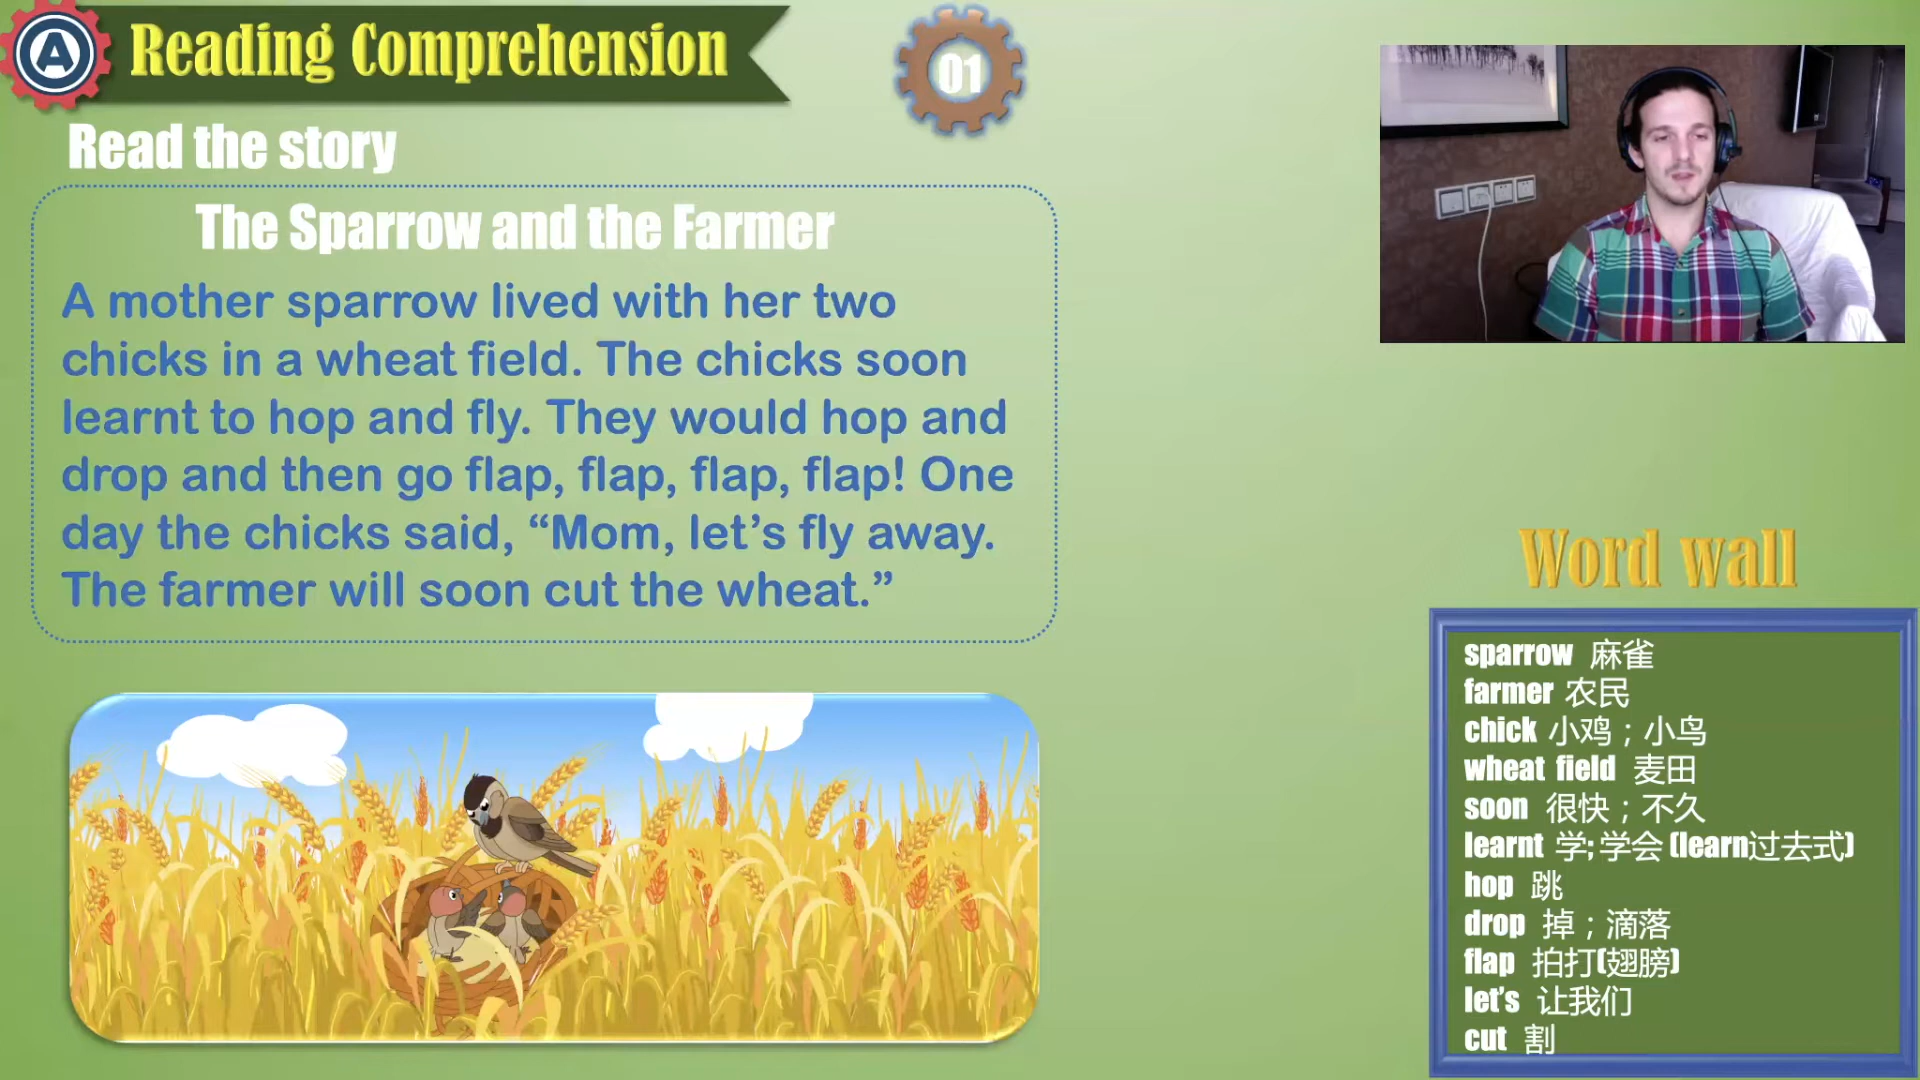 A
Reading Comprehension
01
Read the story
The Sparrow and the Farmer
A mother sparrow lived with her two
chicks in a wheat field. The chicks soon
learnt to hop and fly. They would hop and
drop and then go flap, flap, flap, flap! One
day the chicks said, “Mom, let’s fly away.
The farmer will soon cut the wheat.”
Word wall
sparrow 麻雀
farmer 农民
chick 小鸡；小鸟
wheat field 麦田
soon 很快；不久
learnt 学; 学会 (learn过去式)
hop 跳
drop 掉；滴落
flap 拍打(翅膀)
let’s 让我们
cut 割